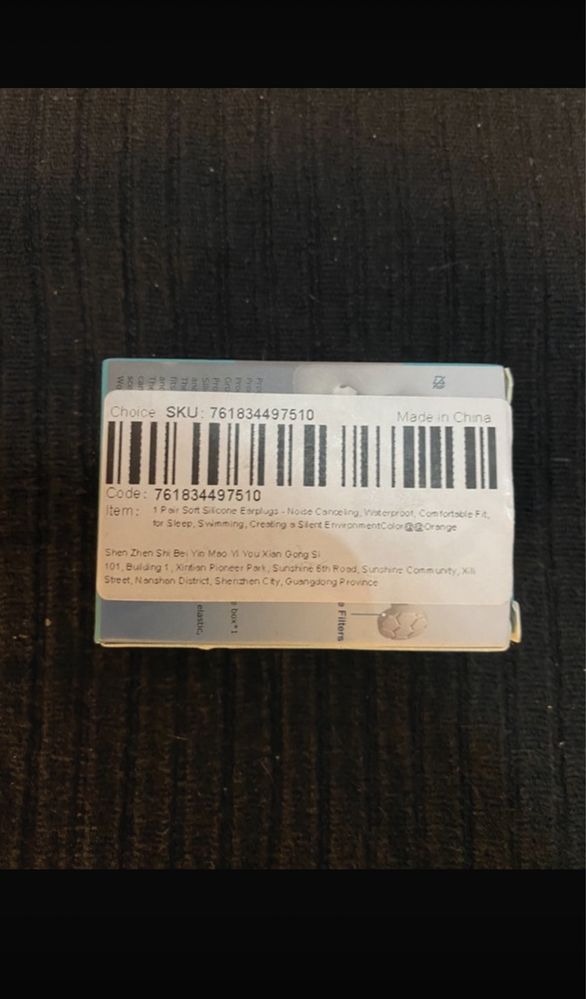 Choice SKU: 761834497510 Made in China
Code: 761834497510
Item: 1 Pair Soft Silicone Earplugs - Noise Canceling, Waterproof, Comfortable Fit,
for Sleep, Swimming, Creating a Silent EnvironmentColor@@Orange
Shen Zhen Shi Bei Yin Mao Yi You Xian Gong Si
101, Building 1, Xintian Pioneer Park, Sunshine 6th Road, Sunshine Community, Xili
Street, Nanshan District, Shenzhen City, Guangdong Province
elastic,
box*1
Filters